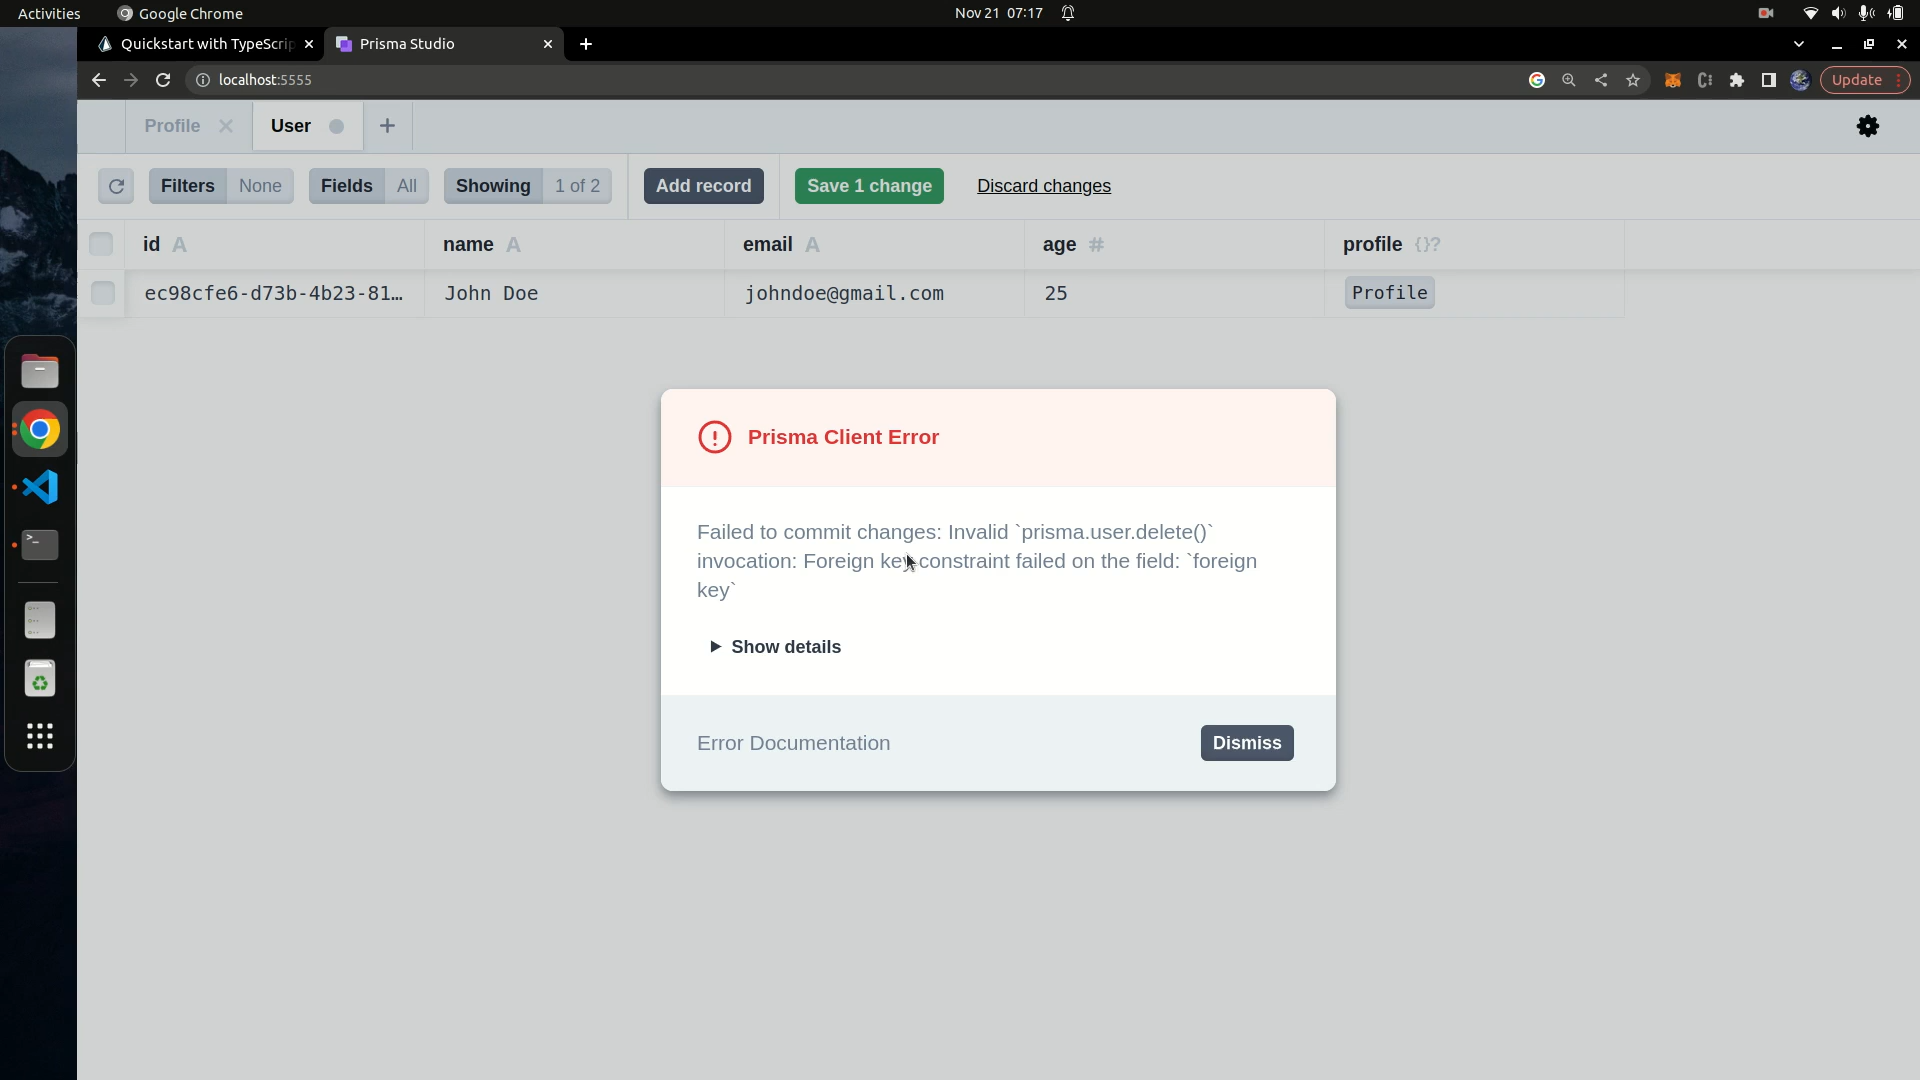 Activities
Google Chrome
Nov 21 07:17
Quickstart with TypeScrip
Prisma Studio
localhost:5555
Update
Profile
User
Filters None
Fields All
Showing 1 of 2
Add record
Save 1 change
Discard changes
id A
name A
email A
age #
profile {}?
ec98cfe6-d73b-4b23-81…
John Doe
johndoe@gmail.com
25
Profile
Prisma Client Error
Failed to commit changes: Invalid `prisma.user.delete()`
invocation: Foreign key constraint failed on the field: `foreign
key`
Show details
Error Documentation
Dismiss